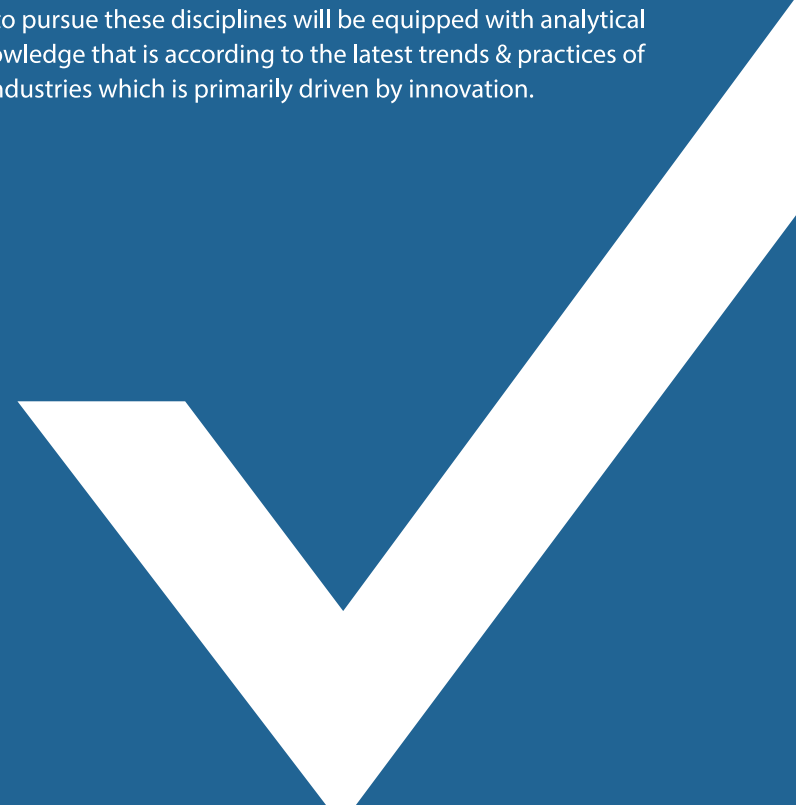 to pursue these disciplines will be equipped with analytical
owledge that is according to the latest trends & practices of
ndustries which is primarily driven by innovation.